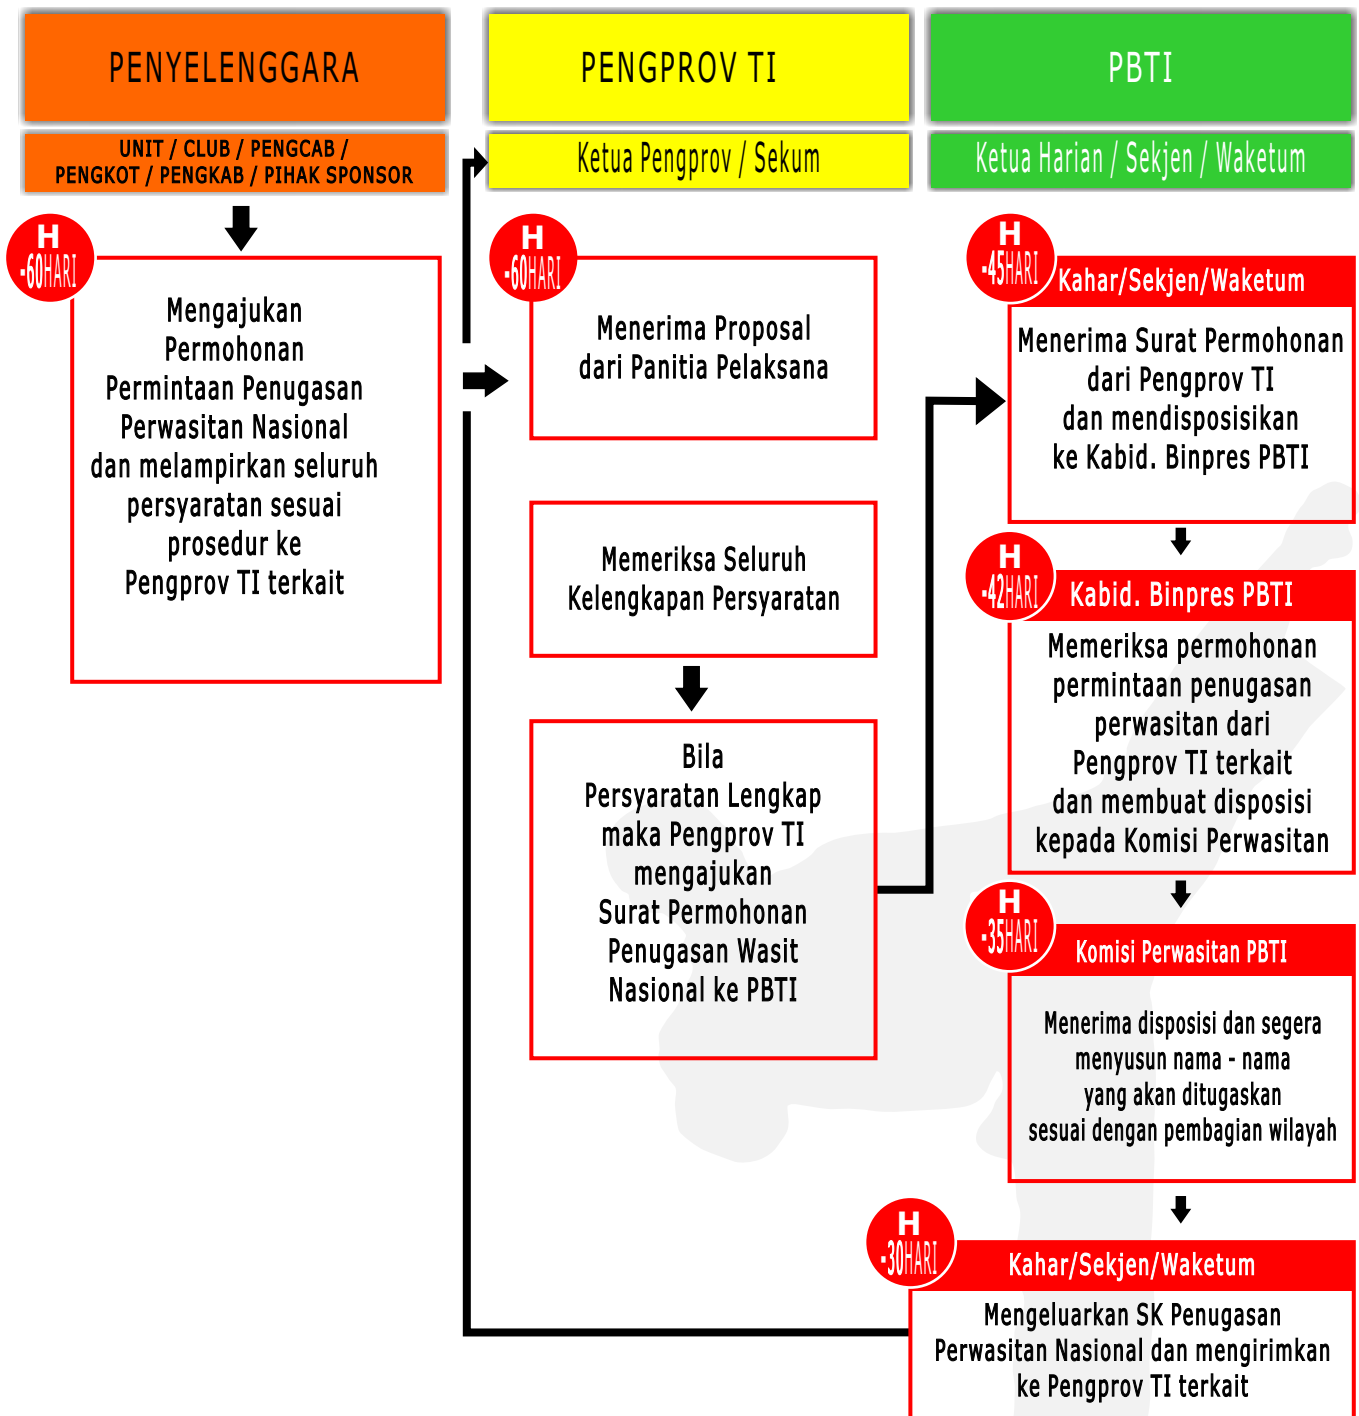 PENYELENGGARA
UNIT / CLUB / PENGCAB /
PENGKOT / PENGKAB / PIHAK SPONSOR
H
-60HARI
Mengajukan
Permohonan
Permintaan Penugasan
Perwasitan Nasional
dan melampirkan seluruh
persyaratan sesuai
prosedur ke
Pengprov TI terkait
PENGPROV TI
Ketua Pengprov / Sekum
H
-60HARI
Menerima Proposal
dari Panitia Pelaksana
Memeriksa Seluruh
Kelengkapan Persyaratan
Bila
Persyaratan Lengkap
maka Pengprov TI
mengajukan
Surat Permohonan
Penugasan Wasit
Nasional ke PBTI
PBTI
Ketua Harian / Sekjen / Waketum
H
-45HARI
Kahar/Sekjen/Waketum
Menerima Surat Permohonan
dari Pengprov TI
dan mendisposisikan
ke Kabid. Binpres PBTI
H
-42HARI
Kabid. Binpres PBTI
Memeriksa permohonan
permintaan penugasan
perwasitan dari
Pengprov TI terkait
dan membuat disposisi
kepada Komisi Perwasitan
H
-35HARI
Komisi Perwasitan PBTI
Menerima disposisi dan segera
menyusun nama - nama
yang akan ditugaskan
sesuai dengan pembagian wilayah
H
-30HARI
Kahar/Sekjen/Waketum
Mengeluarkan SK Penugasan
Perwasitan Nasional dan mengirimkan
ke Pengprov TI terkait